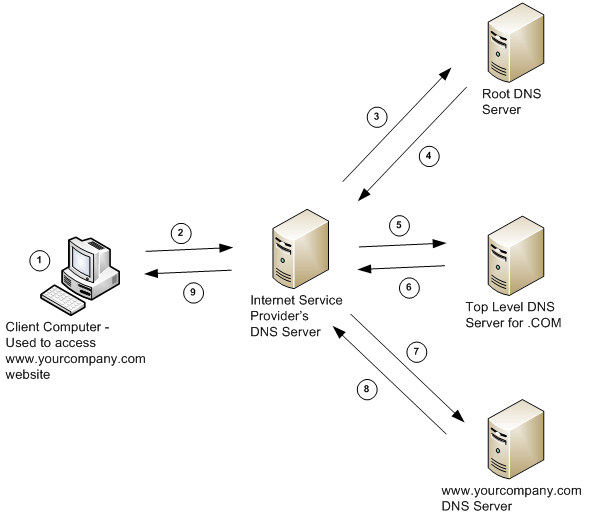 Root DNS
Server
3
4
1
2
9
5
6
Internet Service
Provider's
DNS Server
Top Level DNS
Server for .COM
Client Computer -
Used to access
www.yourcompany.com
website
7
8
www.yourcompany.com
DNS Server